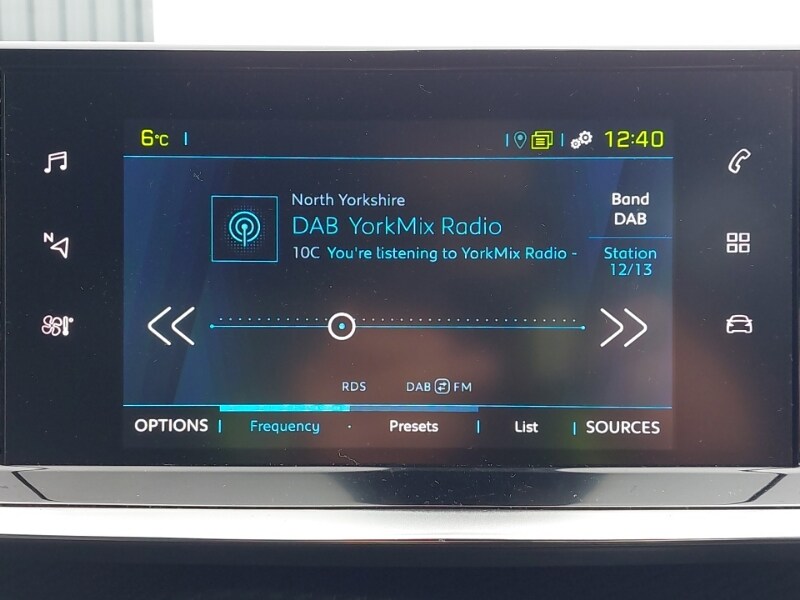 6°C
12:40
North Yorkshire
DAB YorkMix Radio
10C You're listening to YorkMix Radio -
Band
DAB
Station
12/13
N
RDS DAB FM
OPTIONS Frequency · Presets List SOURCES